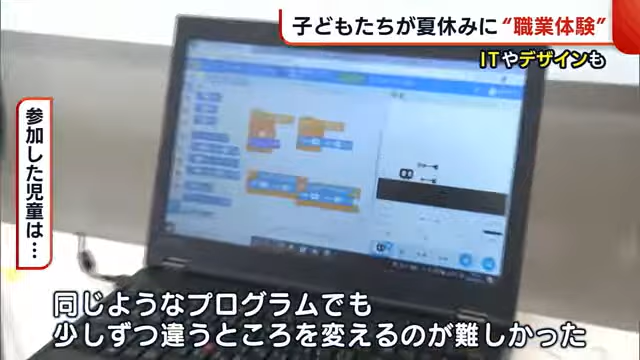 子どもたちが夏休みに“職業体験”
ITやデザインも
参加した児童は…
同じようなプログラムでも
少しずつ違うところを変えるのが難しかった